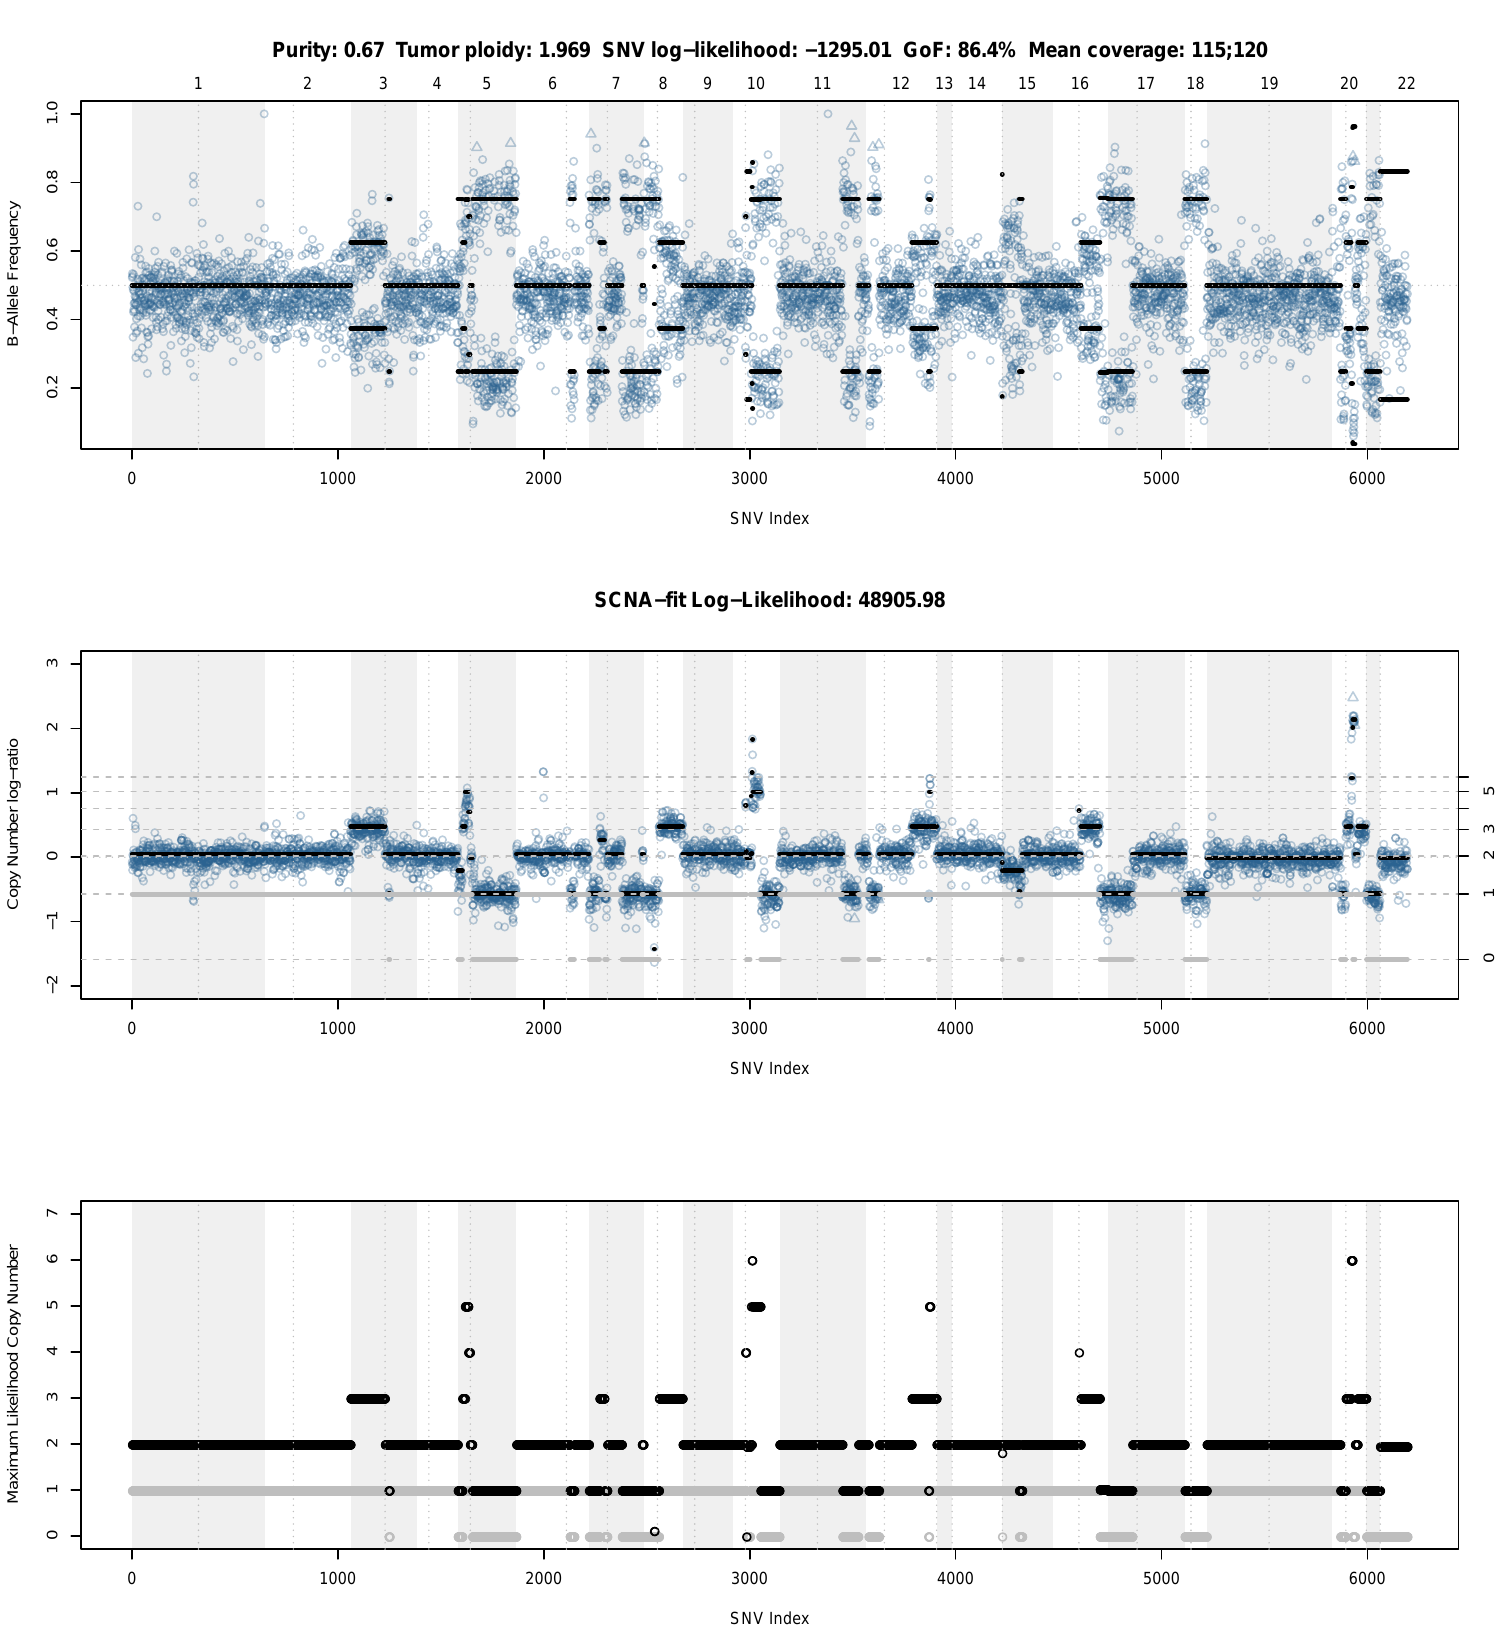 Purity: 0.67 Tumor ploidy: 1.969 SNV log−likelihood: −1295.01 GoF: 86.4% Mean coverage: 115;120
1 2 3 4 5 6 7 8 9 10 11 12 13 14 15 16 17 18 19 20 22
B−Allele Frequency
1.0
0.8
0.6
0.4
0.2
0 1000 2000 3000 4000 5000 6000
SNV Index
SCNA−fit Log−Likelihood: 48905.98
Copy Number log−ratio
3
2
1
0
−1
−2
5
3
2
1
0
0 1000 2000 3000 4000 5000 6000
SNV Index
Maximum Likelihood Copy Number
7
6
5
4
3
2
1
0
0 1000 2000 3000 4000 5000 6000
SNV Index